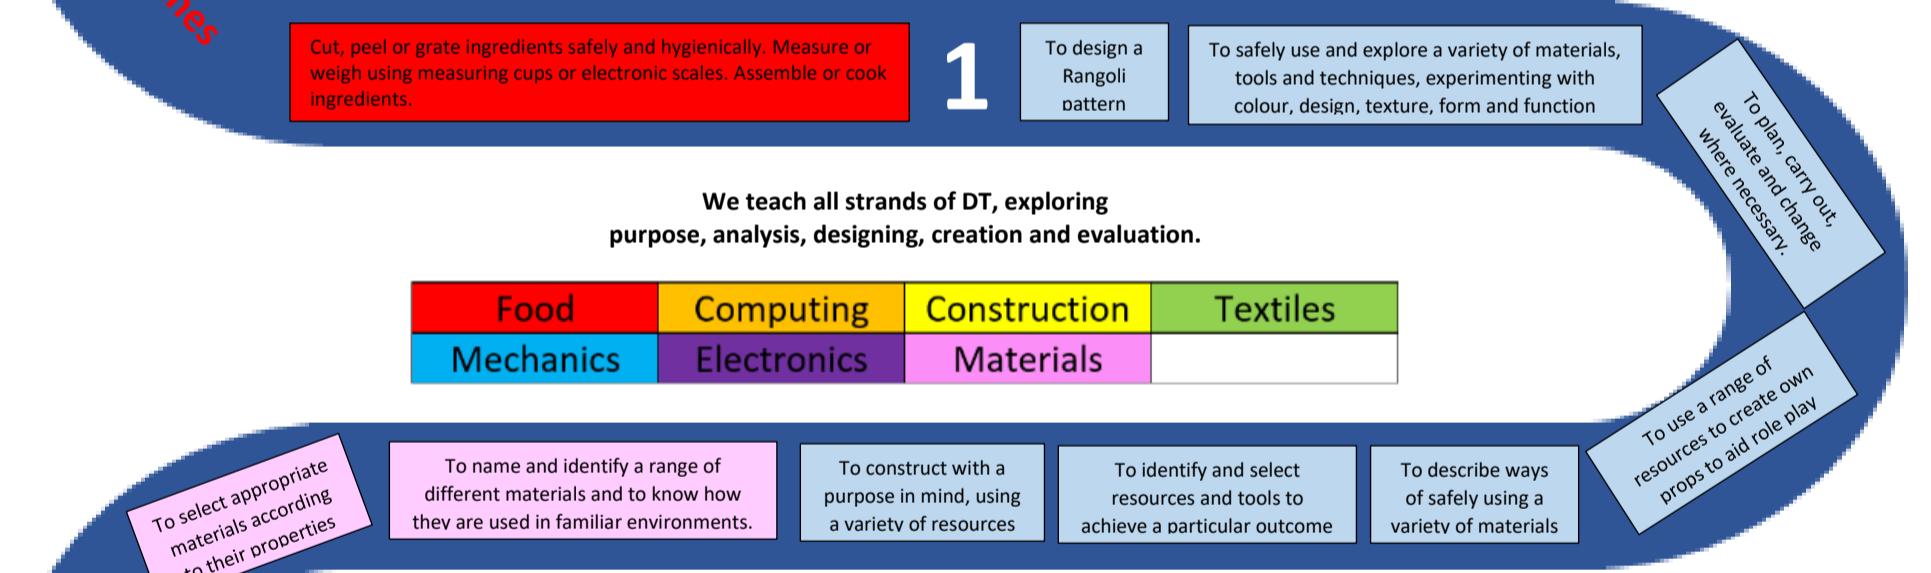 Cut, peel or grate ingredients safely and hygienically. Measure or
weigh using measuring cups or electronic scales. Assemble or cook
ingredients.
1
To design a
Rangoli
pattern
To safely use and explore a variety of materials,
tools and techniques, experimenting with
colour, design, texture, form and function
To plan, carry out,
evaluate and change
where necessary.
We teach all strands of DT, exploring
purpose, analysis, designing, creation and evaluation.
Food Computing Construction Textiles
Mechanics Electronics Materials
To use a range of
resources to create own
props to aid role play
To describe ways
of safely using a
variety of materials
To identify and select
resources and tools to
achieve a particular outcome
To construct with a
purpose in mind, using
a variety of resources
To name and identify a range of
different materials and to know how
they are used in familiar environments.
To select appropriate
materials according
to their properties